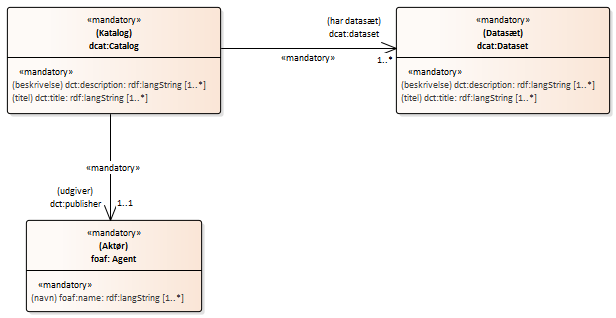 «mandatory»
(Katalog)
dcat:Catalog
«mandatory»
(beskrivelse) dct:description: rdf:langString [1..*]
(titel) dct:title: rdf:langString [1..*]
(har datasæt)
dcat:dataset
«mandatory»
1..*
«mandatory»
(Datasæt)
dcat:Dataset
«mandatory»
(beskrivelse) dct:description: rdf:langString [1..*]
(titel) dct:title: rdf:langString [1..*]
«mandatory»
(udgiver)
dct:publisher
1..1
«mandatory»
(Aktør)
foaf: Agent
«mandatory»
(navn) foaf:name: rdf:langString [1..*]